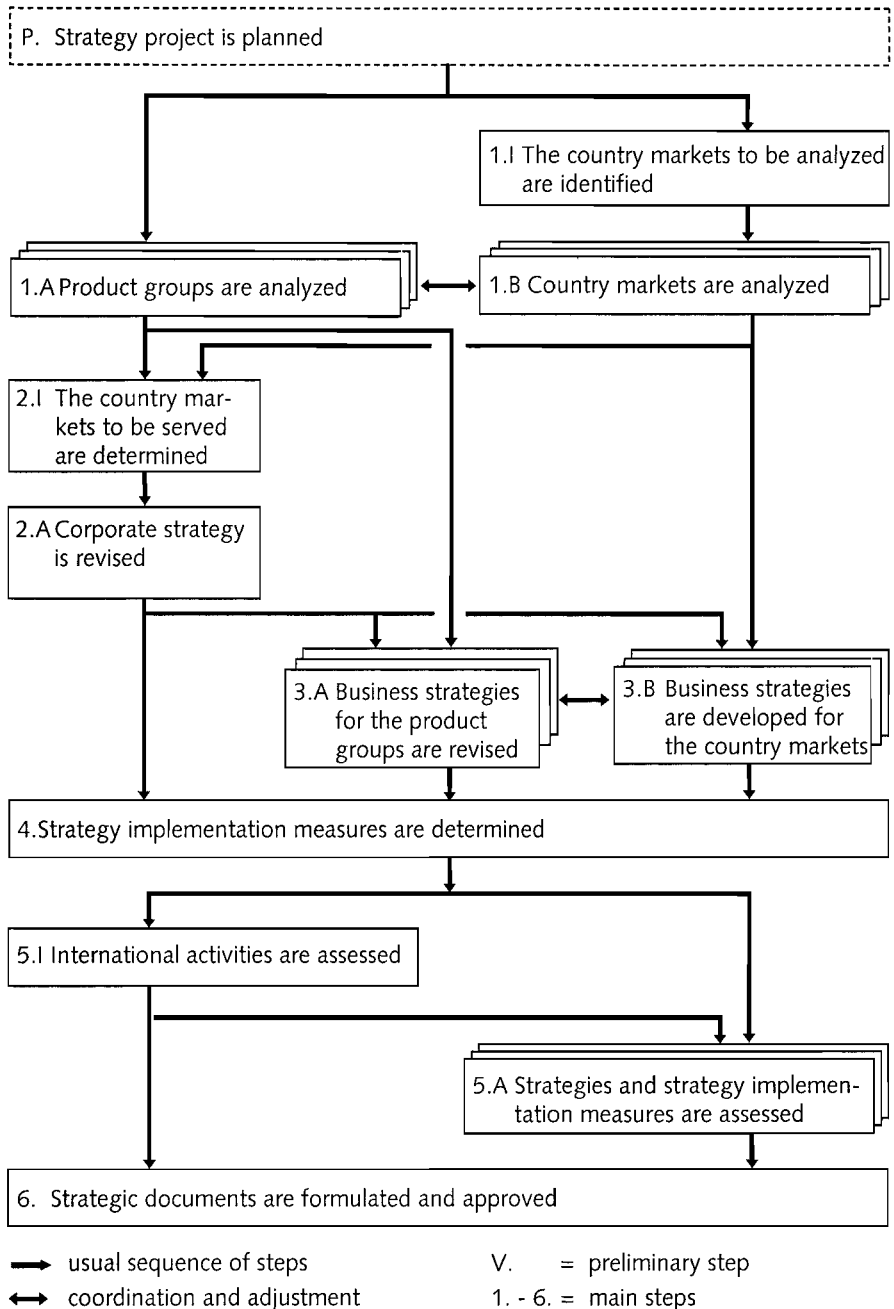 P. Strategy project is planned
1.I The country markets to be analyzed
are identified
1.A Product groups are analyzed
1.B Country markets are analyzed
2.I The country mar-
kets to be served
are determined
2.A Corporate strategy
is revised
3.A Business strategies
for the product
groups are revised
3.B Business strategies
are developed for
the country markets
4.Strategy implementation measures are determined
5.I International activities are assessed
5.A Strategies and strategy implemen-
tation measures are assessed
6. Strategic documents are formulated and approved
usual sequence of steps
V. = preliminary step
coordination and adjustment
1. - 6. = main steps